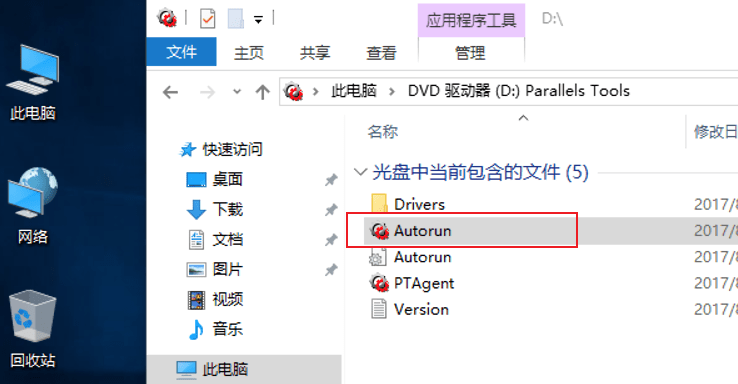 应用程序工具
D:\
文件
主页
共享
查看
管理
此电脑
DVD 驱动器 (D:) Parallels Tools
名称
修改日
光盘中当前包含的文件 (5)
Drivers
2017/8
Autorun
2017/8
Autorun
2017/8
PTAgent
2017/8
Version
2017/8
快速访问
桌面
下载
文档
图片
视频
音乐
此电脑
此电脑
网络
回收站